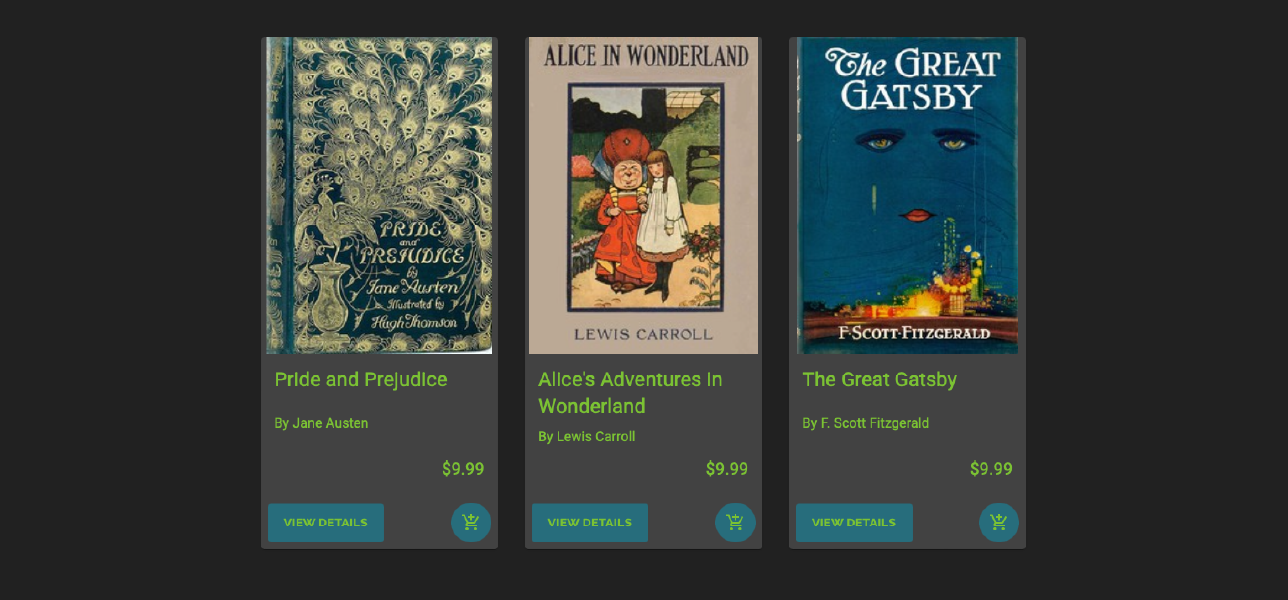 PRIDE
and
PREJUDICE
by
Jane Austen
Illustrated by
Hugh Thomson
Pride and Prejudice
By Jane Austen
$9.99
VIEW DETAILS
ALICE IN WONDERLAND
LEWIS CARROLL
Alice's Adventures in
Wonderland
By Lewis Carroll
$9.99
VIEW DETAILS
The GREAT
GATSBY
F·SCOTT·FITZGERALD
The Great Gatsby
By F. Scott Fitzgerald
$9.99
VIEW DETAILS